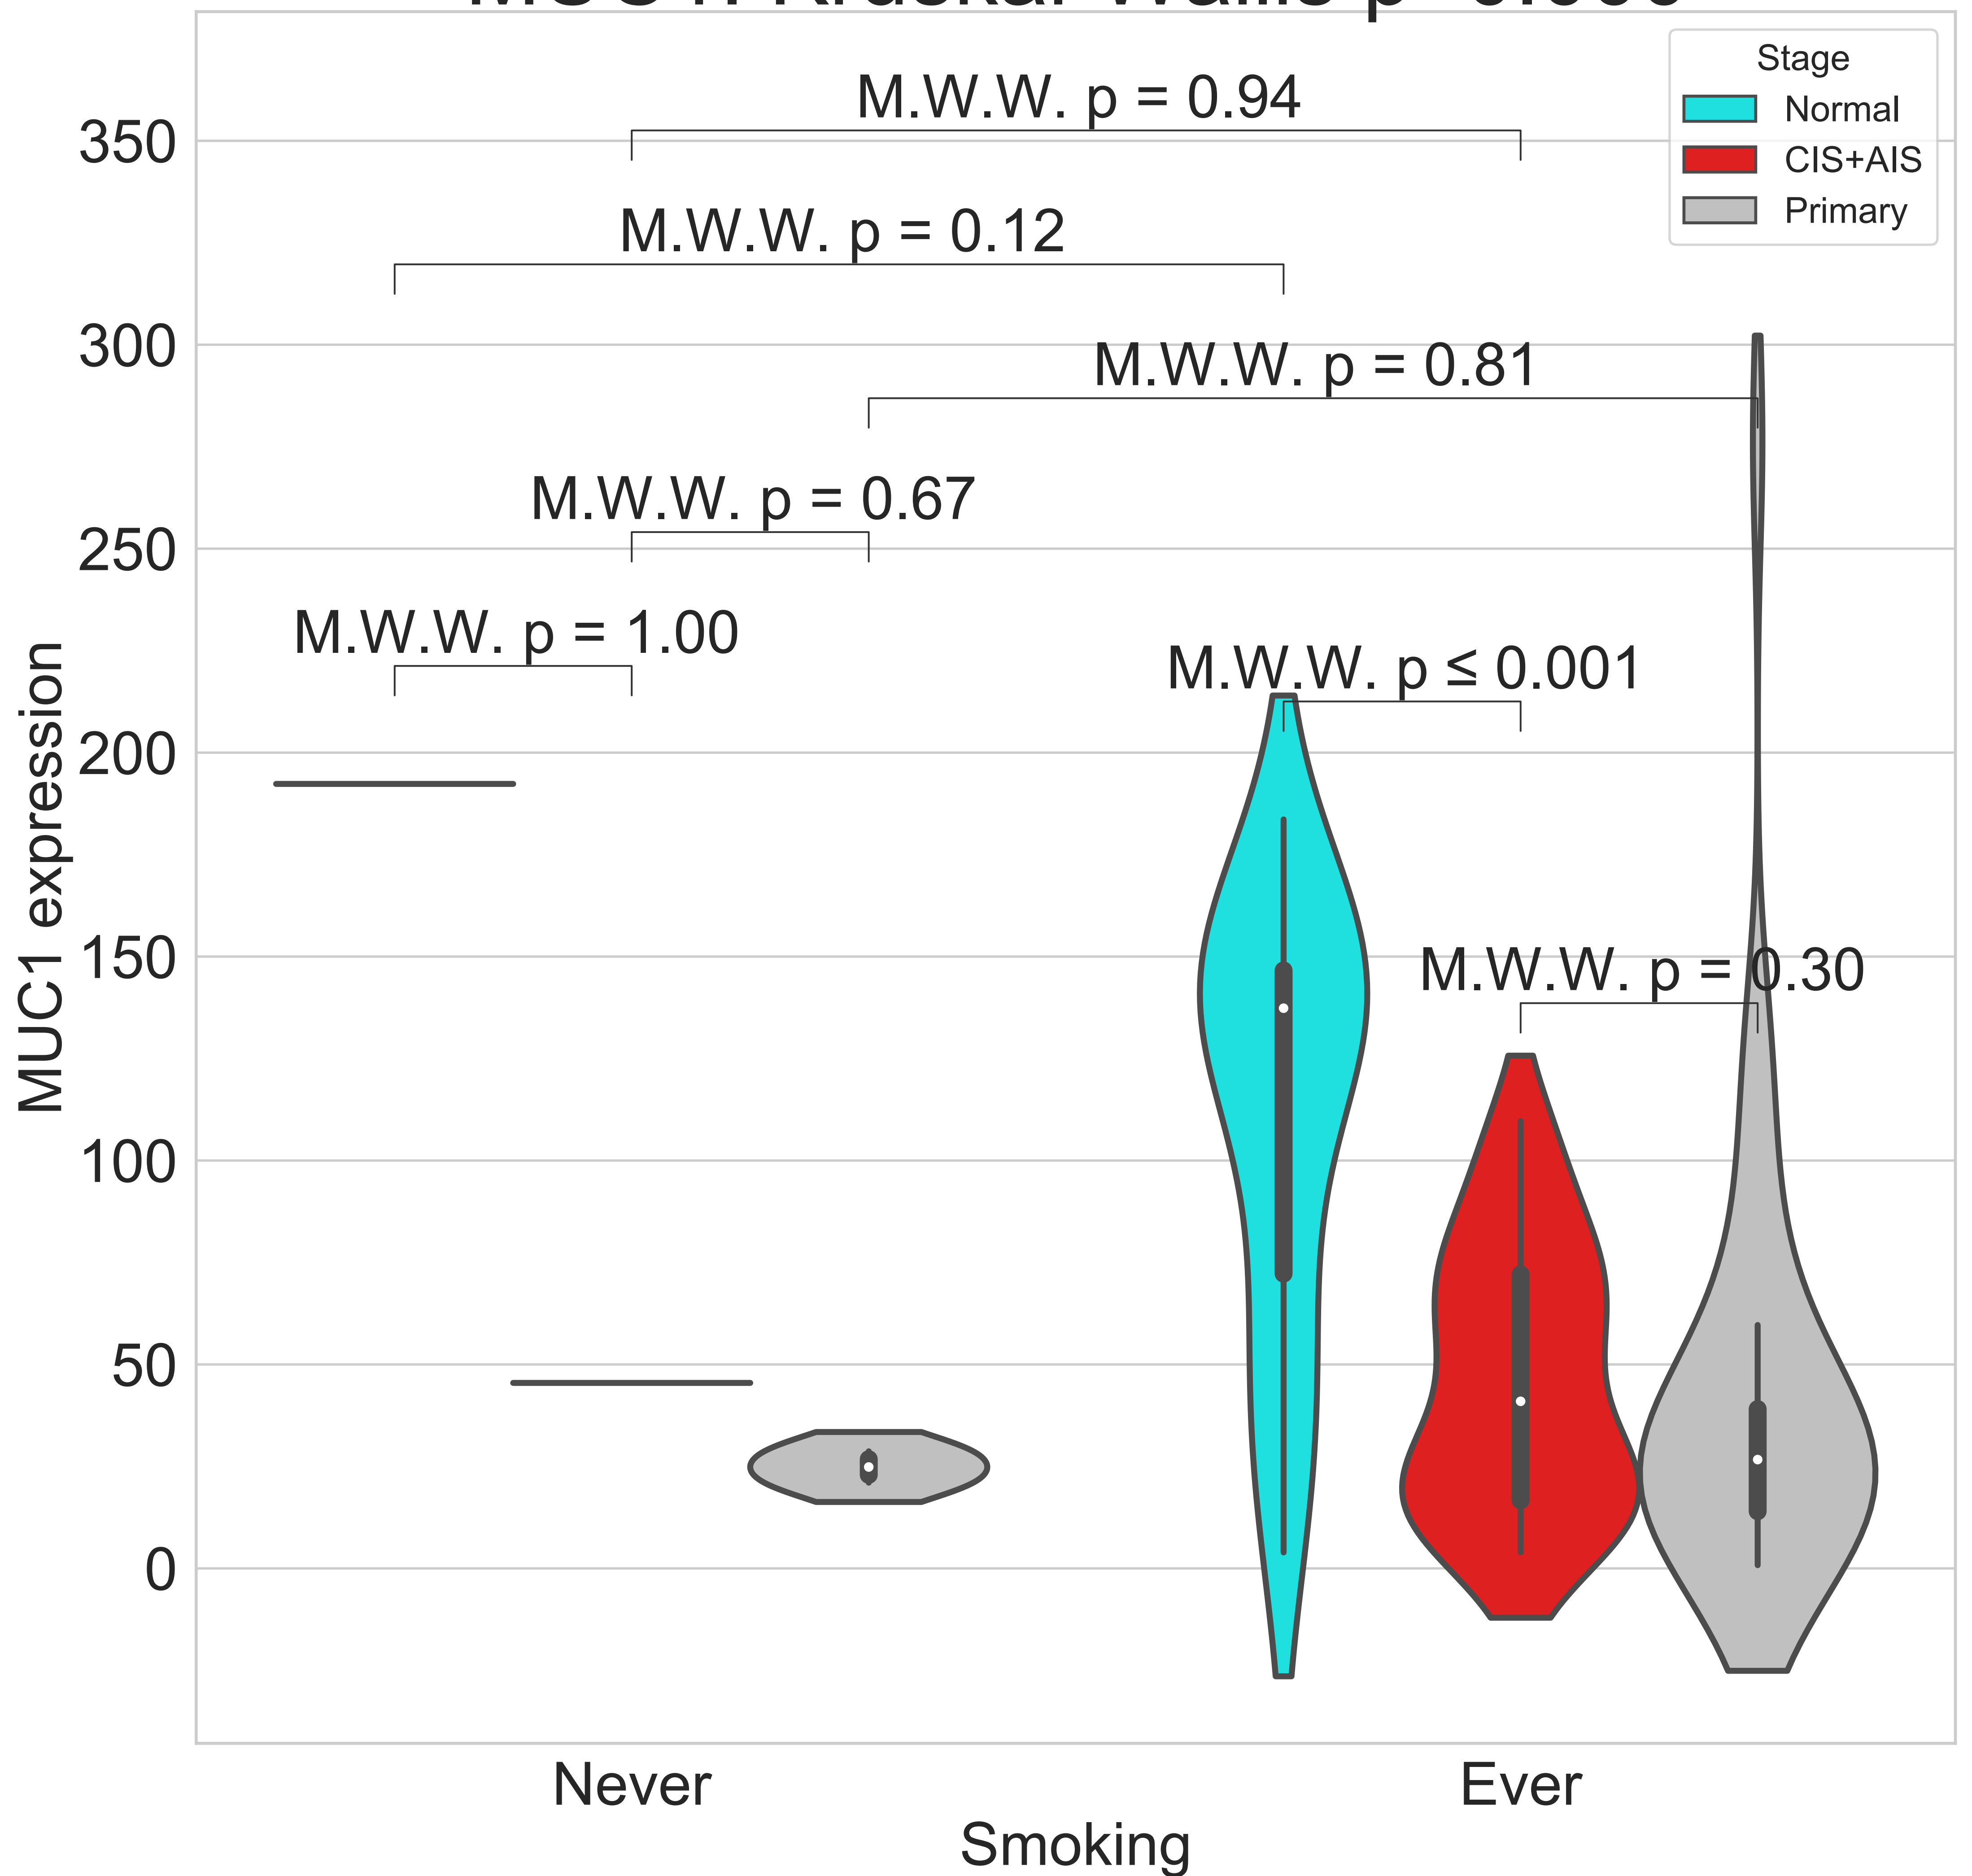 Stage
Normal
CIS+AIS
Primary
M.W.W. p = 0.94
M.W.W. p = 0.12
M.W.W. p = 0.81
M.W.W. p = 0.67
M.W.W. p = 1.00
M.W.W. p ≤ 0.001
M.W.W. p = 0.30
350
300
250
200
150
100
50
0
MUC1 expression
Never
Ever
Smoking